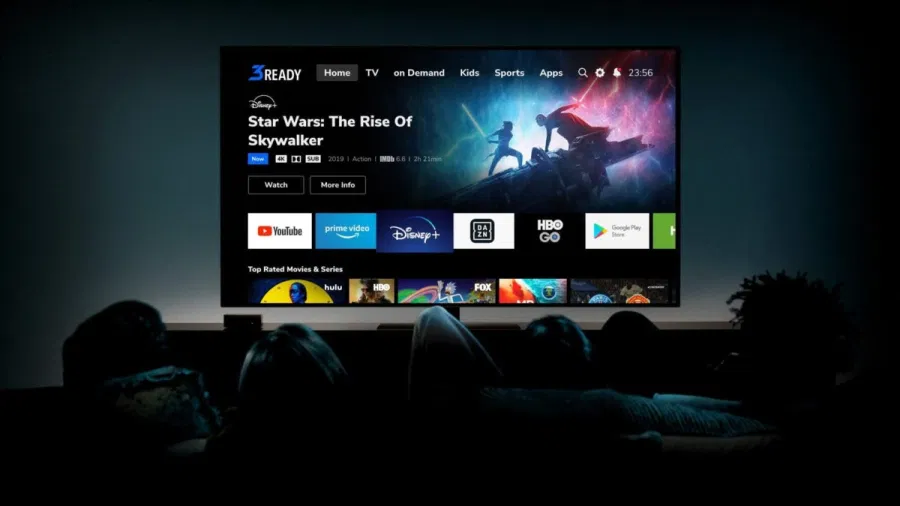 3READY
Home TV on Demand Kids Sports Apps 23:56
Disney+
Star Wars: The Rise Of
Skywalker
Now 4K SUB 2019 | Action | IMDb 6.6 | 2h 21min
Watch More Info
YouTube prime video Disney+ DAZN HBO GO Google Play Store H
Top Rated Movies & Series
hulu HBO FOX